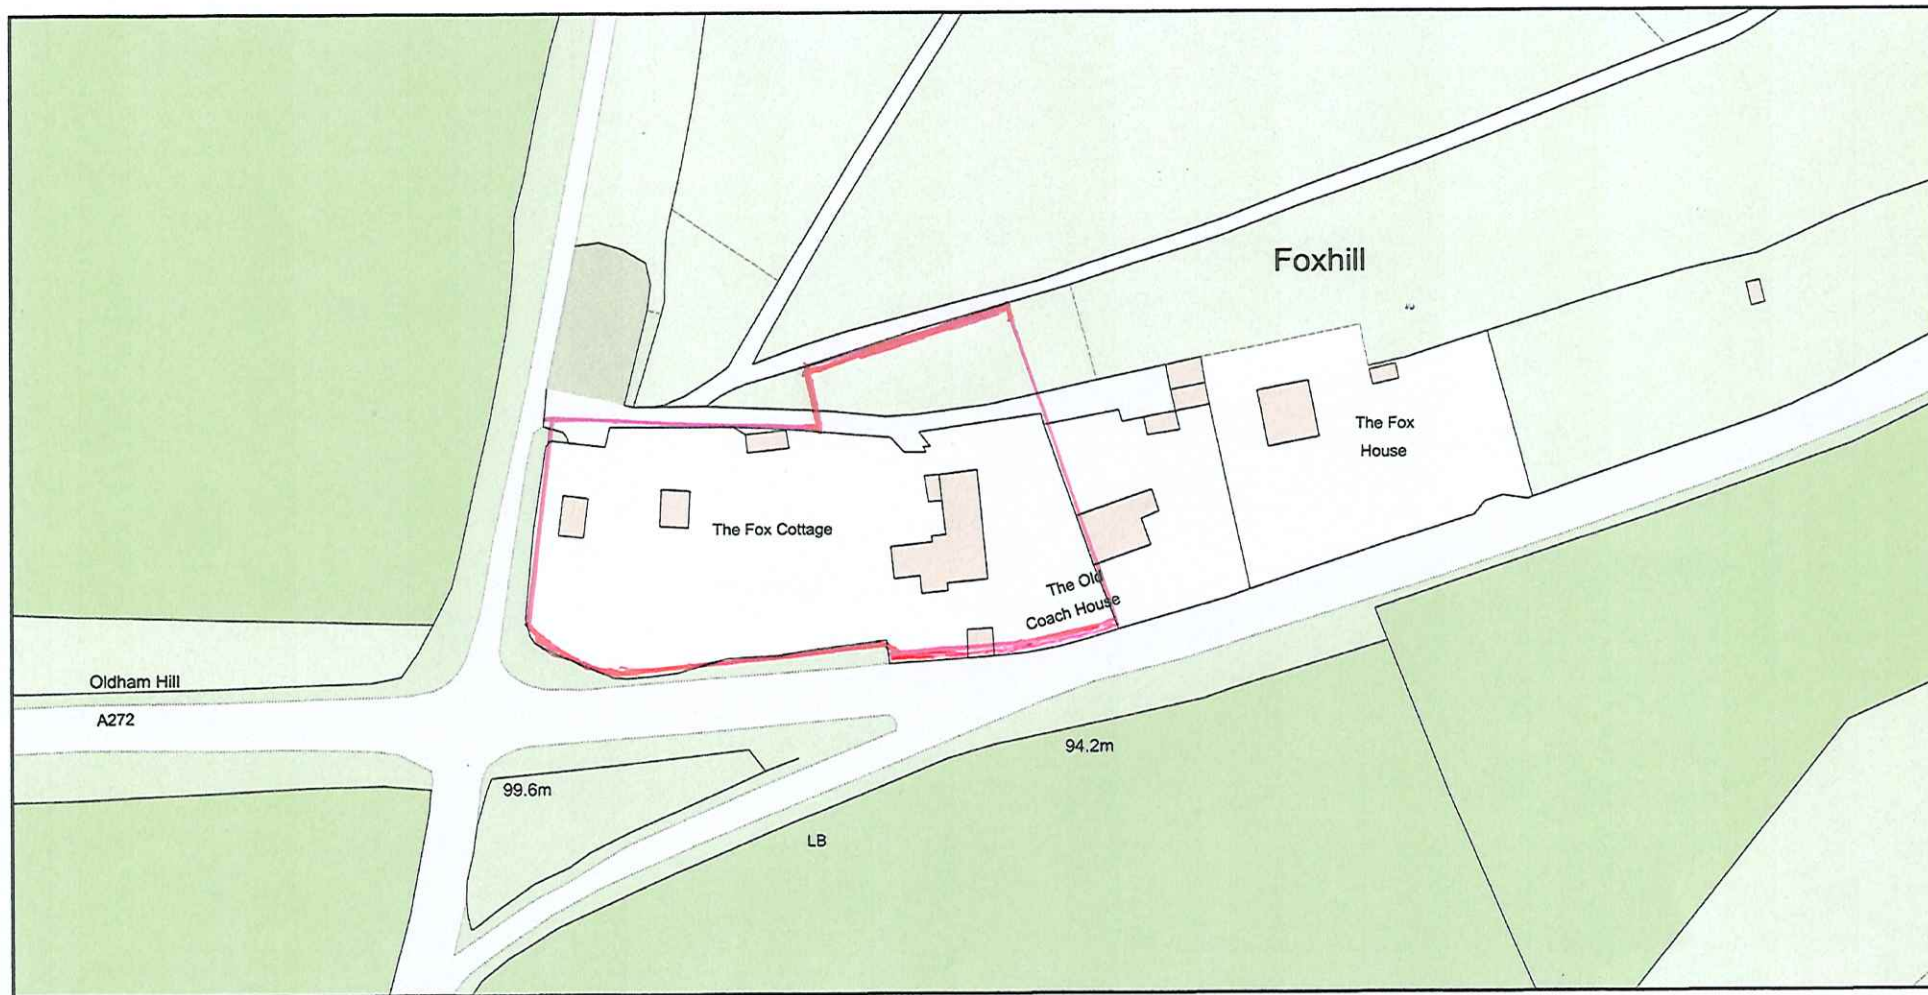 Foxhill
The Fox
House
The Fox Cottage
The Old
Coach House
Oldham Hill
A272
94.2m
99.6m
LB